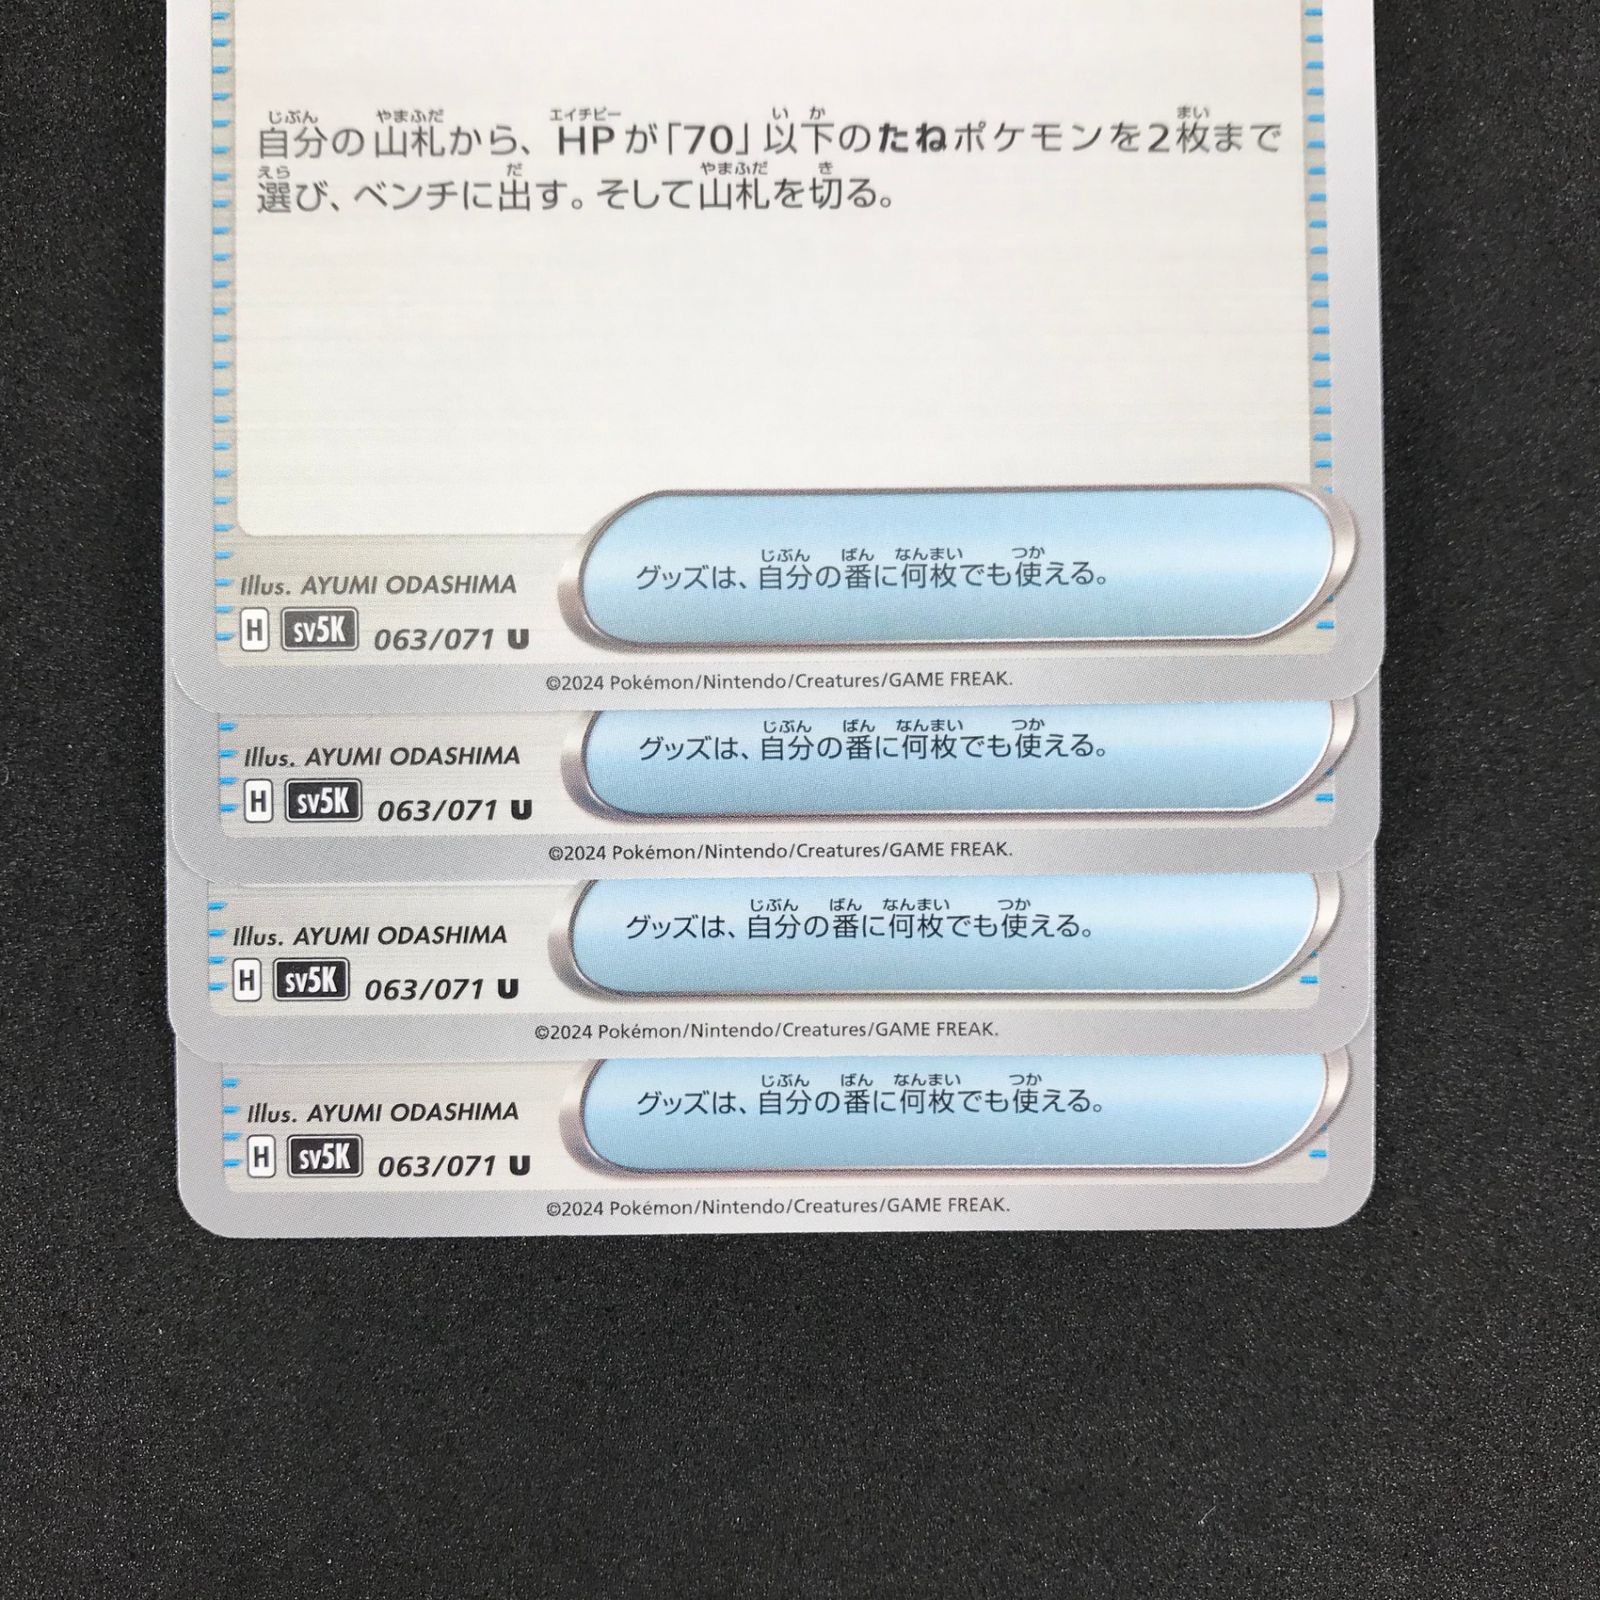 自分の山札から、HPが「70」以下のたねポケモンを2枚まで
選び、ベンチに出す。そして山札を切る。
グッズは、自分の番に何枚でも使える。
Illus. AYUMI ODASHIMA
H SV5K 063/071 U
©2024 Pokémon/Nintendo/Creatures/GAME FREAK.
グッズは、自分の番に何枚でも使える。
Illus. AYUMI ODASHIMA
H SV5K 063/071 U
©2024 Pokémon/Nintendo/Creatures/GAME FREAK.
グッズは、自分の番に何枚でも使える。
Illus. AYUMI ODASHIMA
H SV5K 063/071 U
©2024 Pokémon/Nintendo/Creatures/GAME FREAK.
グッズは、自分の番に何枚でも使える。
Illus. AYUMI ODASHIMA
H SV5K 063/071 U
©2024 Pokémon/Nintendo/Creatures/GAME FREAK.